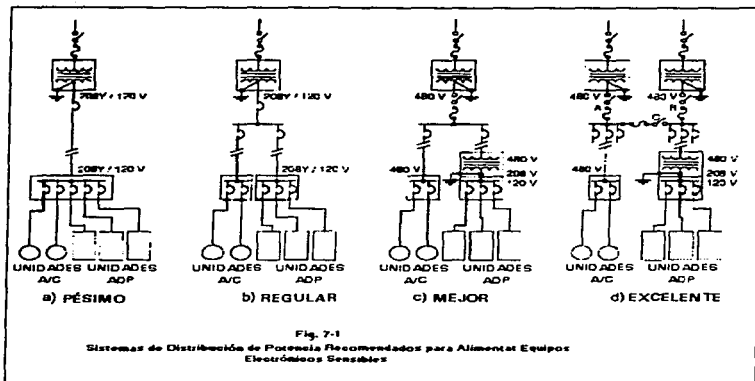 208Y / 120 V
208Y / 120 V
480 V
480 V
480 V
A
R
C
208Y / 120 V
208Y / 120 V
480 V
480 V
208
120 V
480 V
480 V
208
120 V
UNIDADES UNIDADES
A/C ADP
UNIDADES UNIDADES
A/C ADP
UNIDADES UNIDADES
A/C ADP
UNIDADES UNIDADES
A/C ADP
a) PÉSIMO
b) REGULAR
c) MEJOR
d) EXCELENTE
Fig. 7-1
Sistemas de Distribución de Potencia Recomendados para Alimentat Equipos
Electrónicos Sensibles